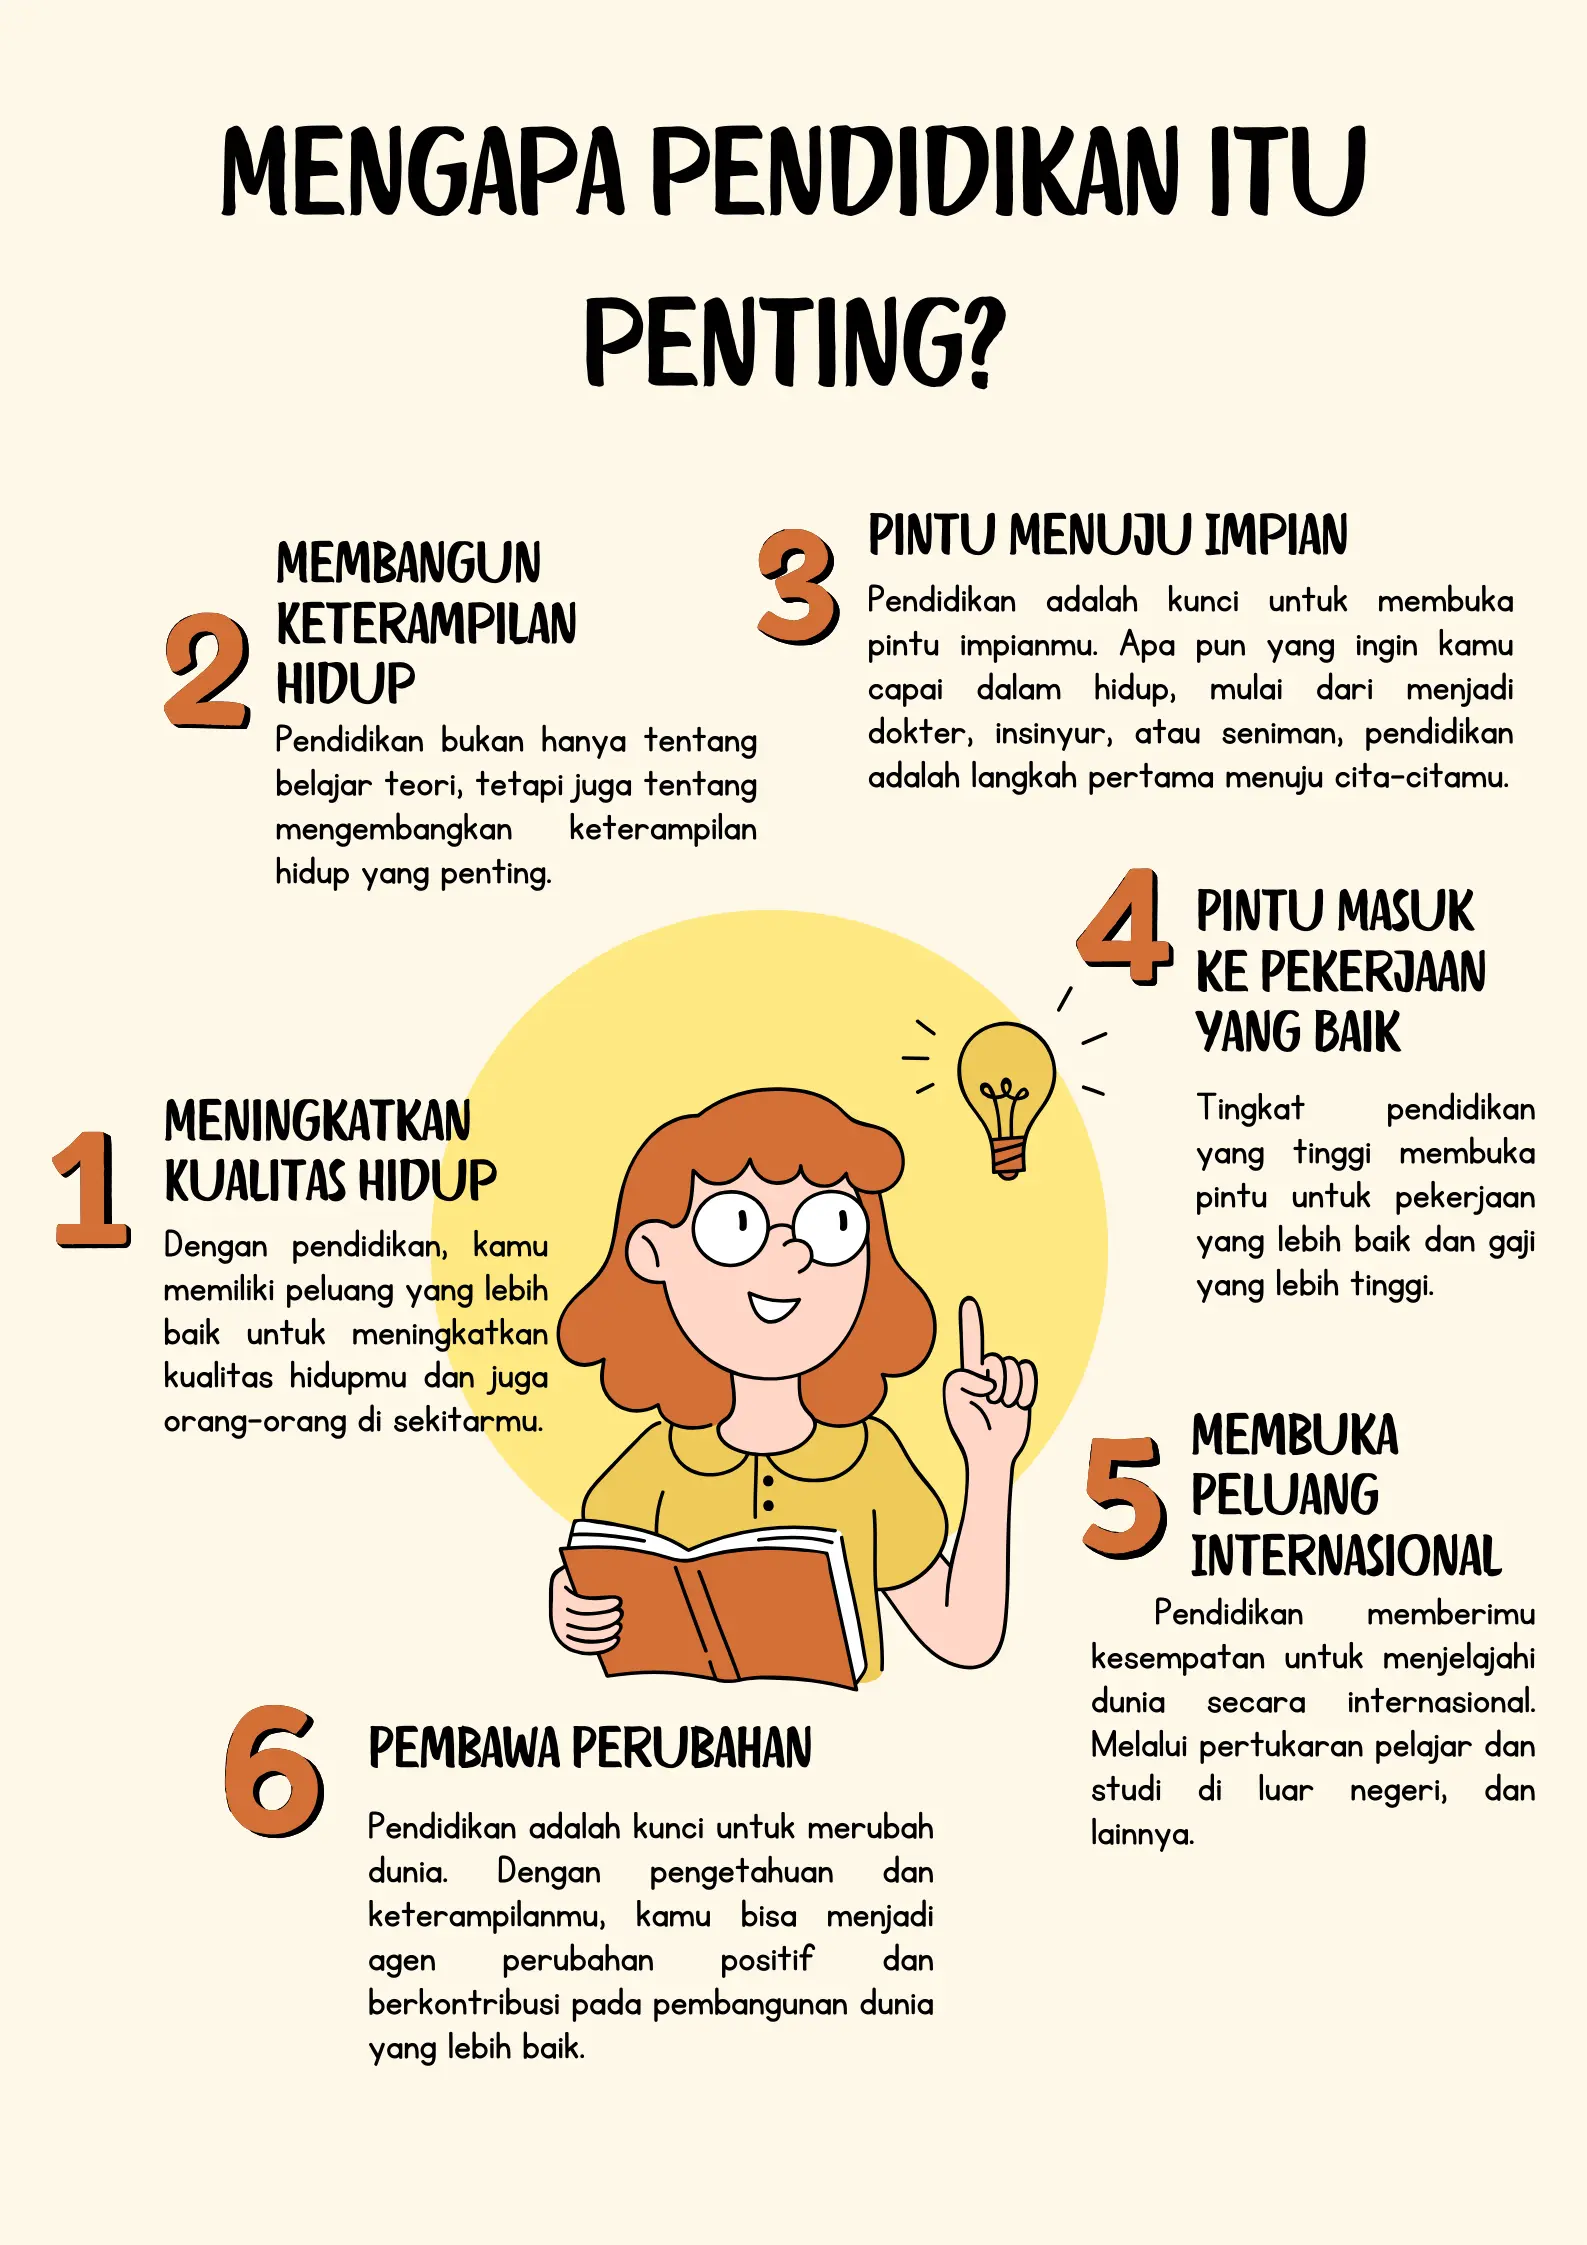 MENGAPA PENDIDIKAN ITU
PENTING?
1
MENINGKATKAN
KUALITAS HIDUP
Dengan pendidikan, kamu
memiliki peluang yang lebih
baik untuk meningkatkan
kualitas hidupmu dan juga
orang-orang di sekitarmu.
2
MEMBANGUN
KETERAMPILAN
HIDUP
Pendidikan bukan hanya tentang
belajar teori, tetapi juga tentang
mengembangkan keterampilan
hidup yang penting.
3
PINTU MENUJU IMPIAN
Pendidikan adalah kunci untuk membuka
pintu impianmu. Apa pun yang ingin kamu
capai dalam hidup, mulai dari menjadi
dokter, insinyur, atau seniman, pendidikan
adalah langkah pertama menuju cita-citamu.
4
PINTU MASUK
KE PEKERJAAN
YANG BAIK
Tingkat pendidikan
yang tinggi membuka
pintu untuk pekerjaan
yang lebih baik dan gaji
yang lebih tinggi.
5
MEMBUKA
PELUANG
INTERNASIONAL
Pendidikan memberimu
kesempatan untuk menjelajahi
dunia secara internasional.
Melalui pertukaran pelajar dan
studi di luar negeri, dan
lainnya.
6
PEMBAWA PERUBAHAN
Pendidikan adalah kunci untuk merubah
dunia. Dengan pengetahuan dan
keterampilanmu, kamu bisa menjadi
agen perubahan positif dan
berkontribusi pada pembangunan dunia
yang lebih baik.